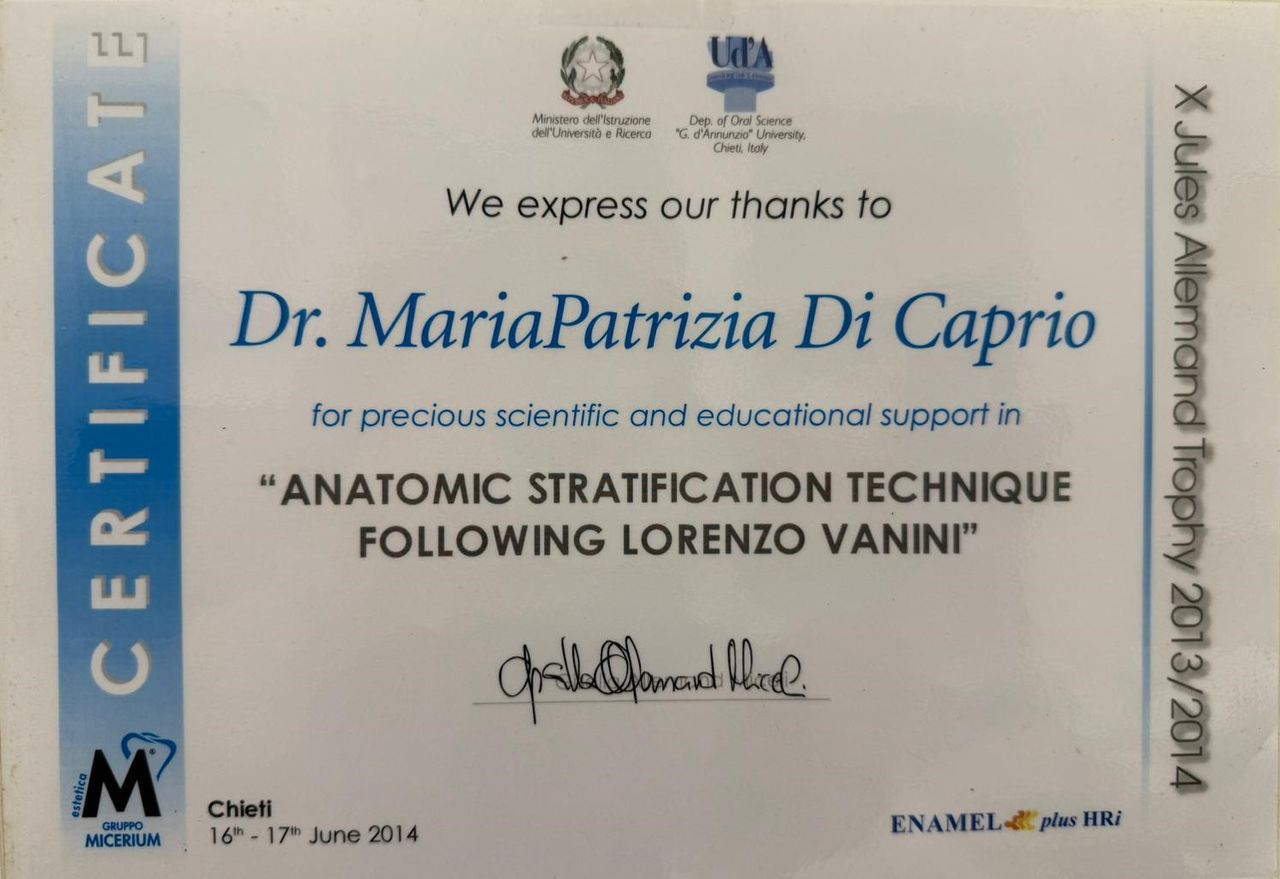 CERTIFICATE
Ministero dell'Istruzione
dell'Università e Ricerca
Ud'A
Dep. of Oral Science
"G. d'Annunzio" University,
Chieti, Italy
We express our thanks to
Dr. MariaPatrizia Di Caprio
for precious scientific and educational support in
“ANATOMIC STRATIFICATION TECHNIQUE
FOLLOWING LORENZO VANINI”
X Jules Allemand Trophy 2013/2014
estetica
M®
GRUPPO
MICERIUM
Chieti
16th - 17th June 2014
ENAMEL plus HRi